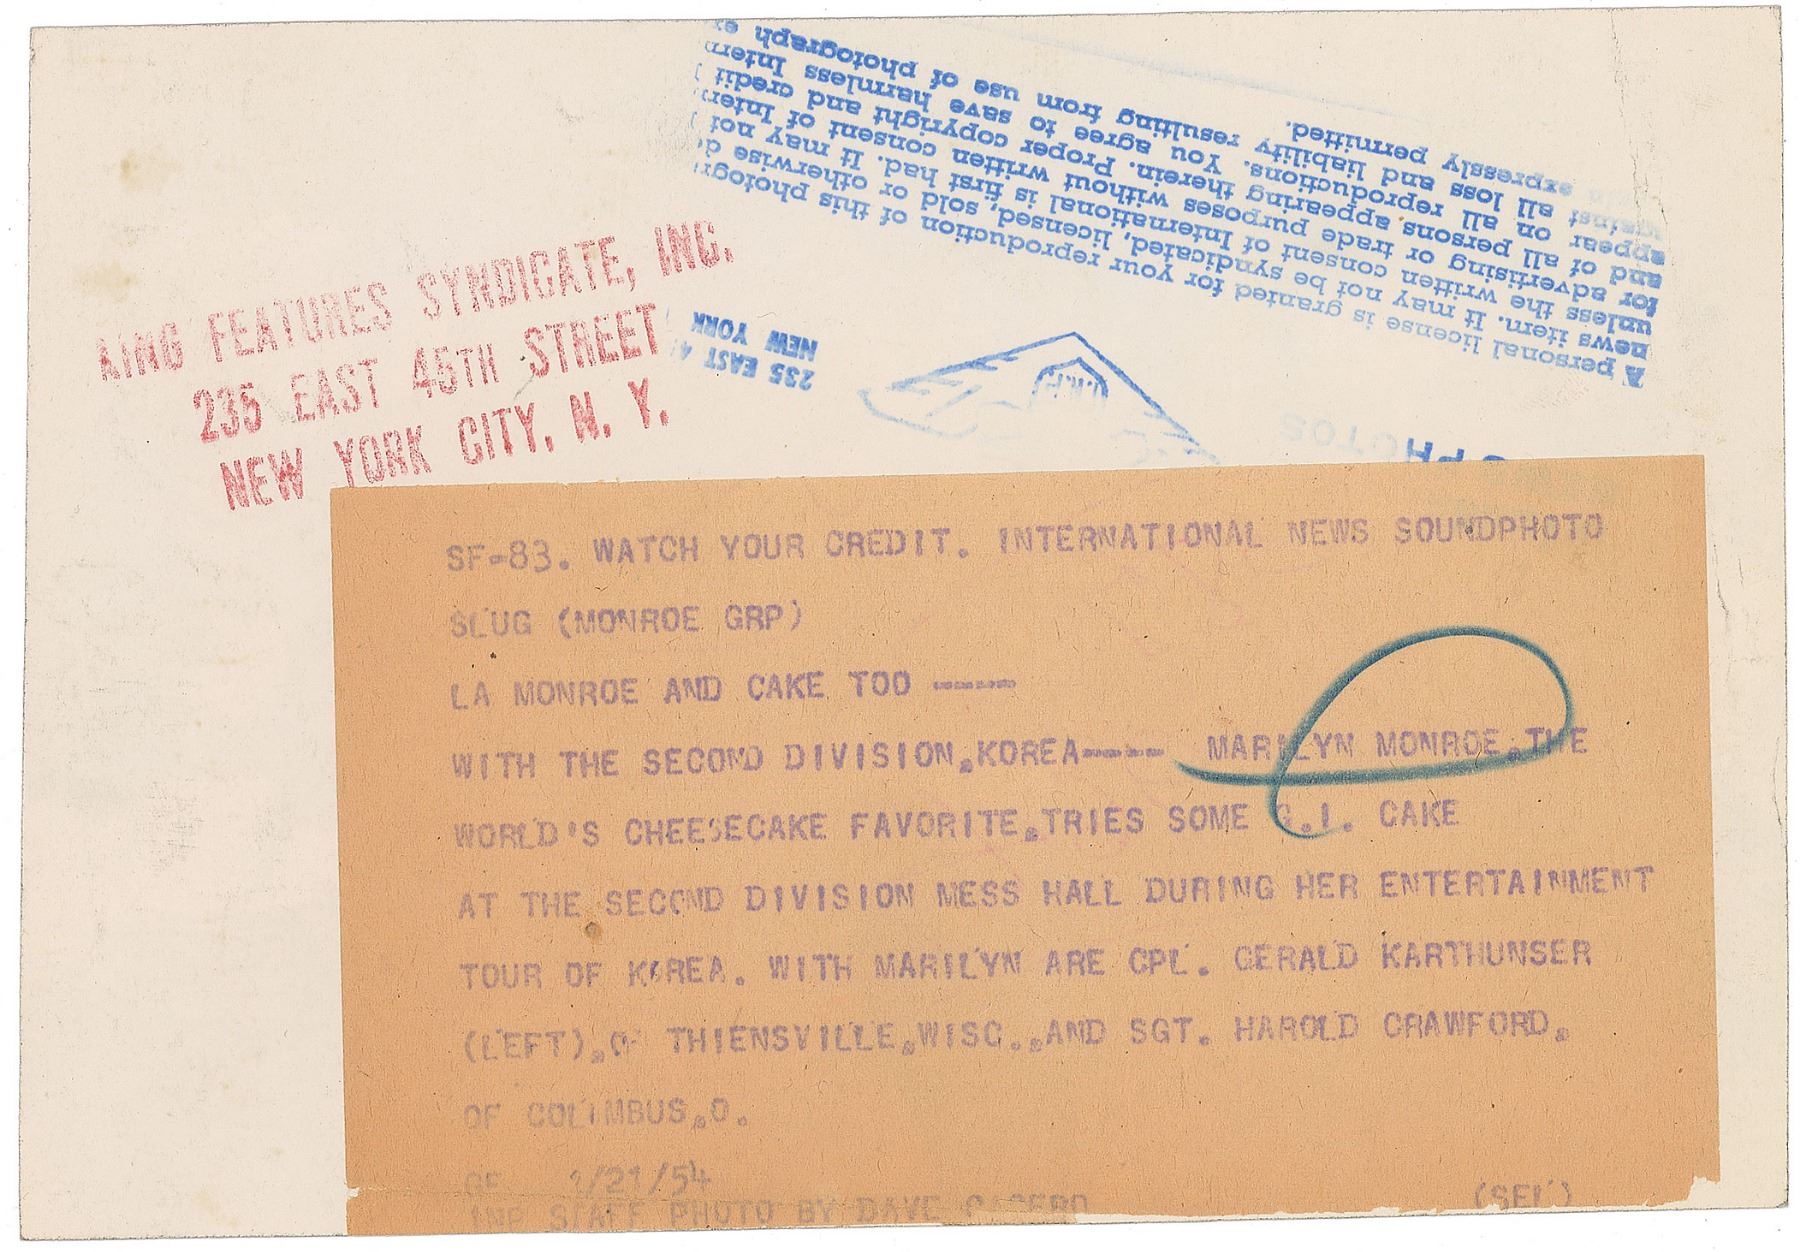 KING FEATURES SYNDICATE, INC.
235 EAST 45TH STREET
NEW YORK CITY, N. Y.
A personal license is granted for your reproduction of this
news item. It may not be syndicated, licensed, sold or otherwise
unless the written consent of International is first had. It may not
for advertising or trade purposes without written consent of
and of all persons appearing therein. Proper copyright and credit
appear on all reproductions. You agree to save harmless
against all loss and liability resulting from use of photograph
expressly permitted.
235 EAST
NEW YORK
PHOTOS
SF-83. WATCH YOUR CREDIT. INTERNATIONAL NEWS SOUNDPHOTO
SLUG (MONROE GRP)
LA MONROE AND CAKE TOO ----
WITH THE SECOND DIVISION,KOREA---- MARILYN MONROE,THE
WORLD'S CHEESECAKE FAVORITE,TRIES SOME G.I. CAKE
AT THE SECOND DIVISION MESS HALL DURING HER ENTERTAINMENT
TOUR OF KOREA. WITH MARILYN ARE CPL. GERALD KARTHUNSER
(LEFT),OF THIENSVILLE,WISC.,AND SGT. HAROLD CRAWFORD,
OF COLUMBUS,O.
/21/54 (SEL)
INP STAFF PHOTO BY DAVE